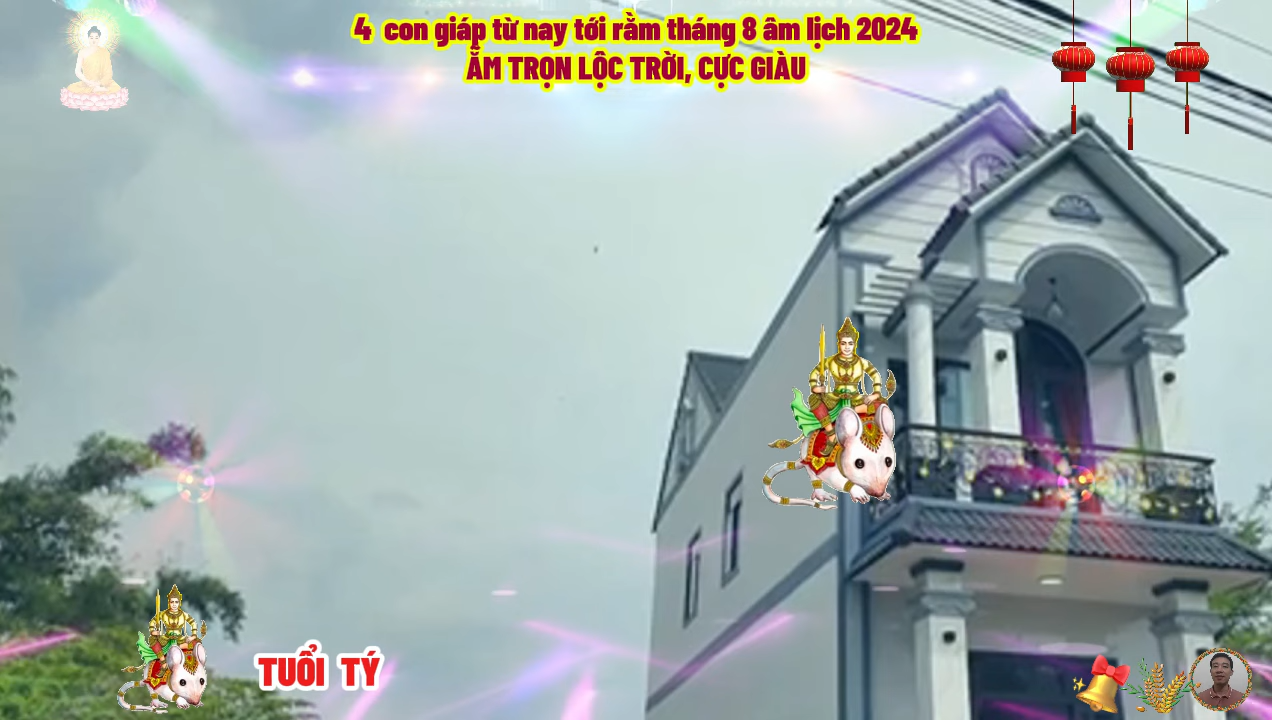 4 con giáp từ nay tới rằm tháng 8 âm lịch 2024
ẴM TRỌN LỘC TRỜI, CỰC GIÀU
TUỔI TÝ